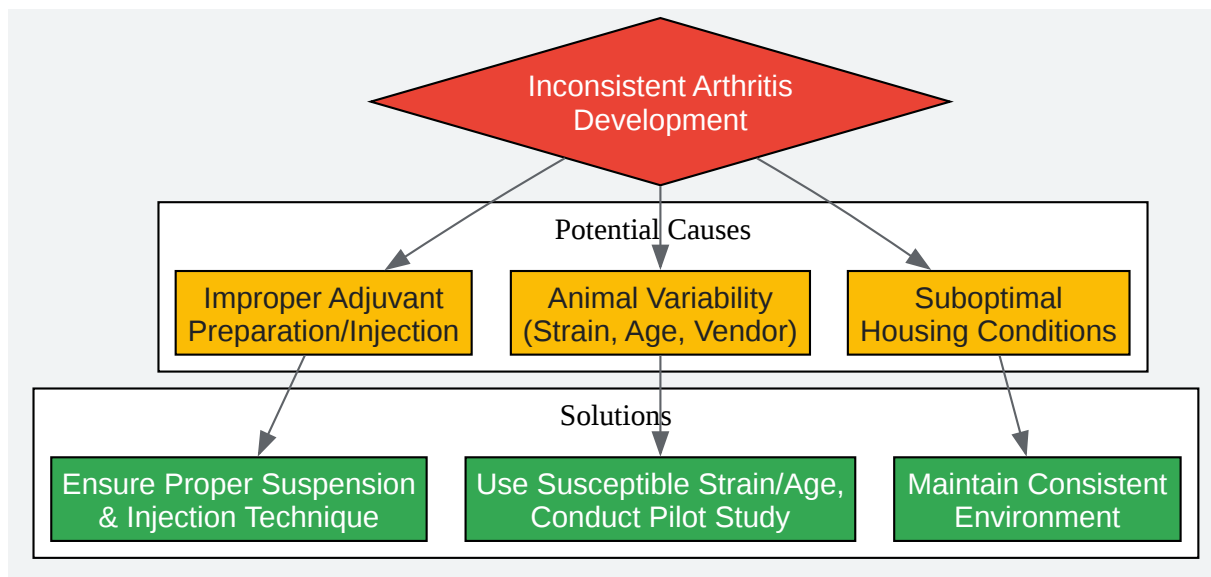 Inconsistent Arthritis
Development
Potential Causes
Improper Adjuvant
Preparation/Injection
Animal Variability
(Strain, Age, Vendor)
Suboptimal
Housing Conditions
Solutions
Ensure Proper Suspension
& Injection Technique
Use Susceptible Strain/Age,
Conduct Pilot Study
Maintain Consistent
Environment